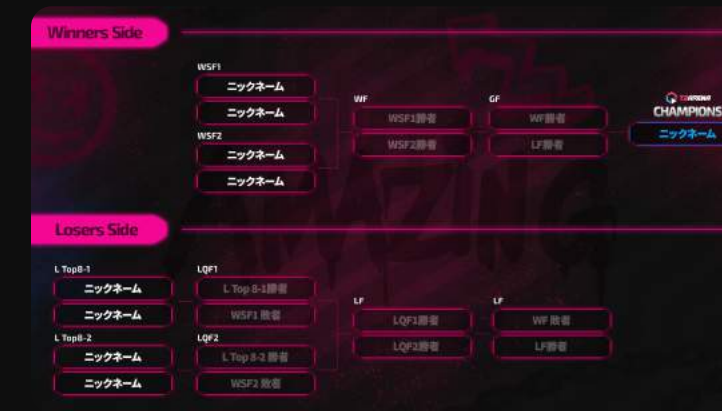 Winners Side
WSF1
ニックネーム
ニックネーム
WSF2
ニックネーム
ニックネーム
WF
WSF1勝者
WSF2勝者
GF
WF勝者
LF勝者
CHAMPIONS
ニックネーム
Losers Side
L Top8-1
ニックネーム
ニックネーム
L Top8-2
ニックネーム
ニックネーム
LQF1
L Top 8-1勝者
WSF1 敗者
LQF2
L Top 8-2 勝者
WSF2 敗者
LF
LQF1勝者
LQF2勝者
LF
WF 敗者
LF勝者
AMAZING